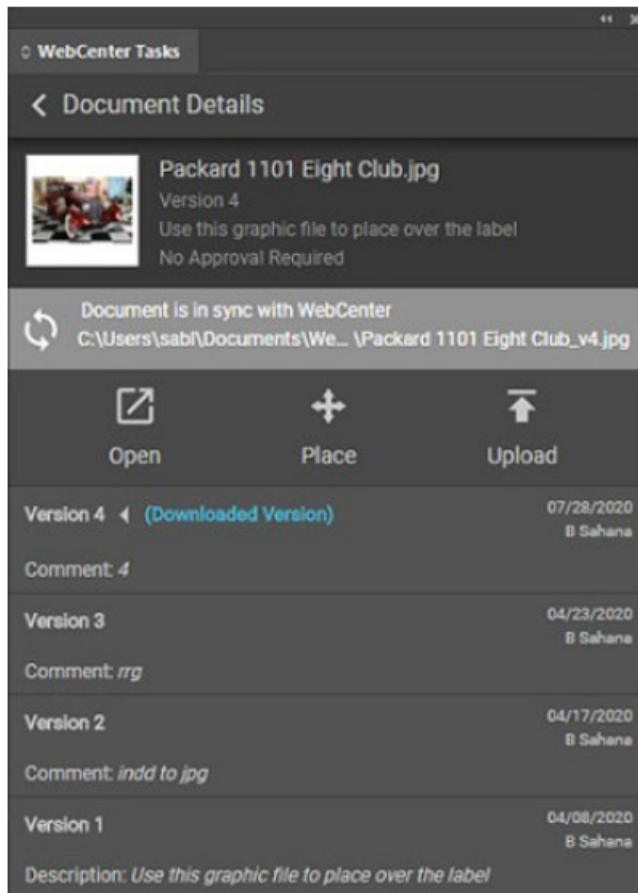 WebCenter Tasks
Document Details
Packard 1101 Eight Club.jpg
Version 4
Use this graphic file to place over the label
No Approval Required
Document is in sync with WebCenter
C:\Users\sabl\Documents\We... \Packard 1101 Eight Club_v4.jpg
Open Place Upload
Version 4 (Downloaded Version) 07/28/2020
B Sahana
Comment: 4
Version 3 04/23/2020
B Sahana
Comment: rrg
Version 2 04/17/2020
B Sahana
Comment: indd to jpg
Version 1 04/08/2020
B Sahana
Description: Use this graphic file to place over the label